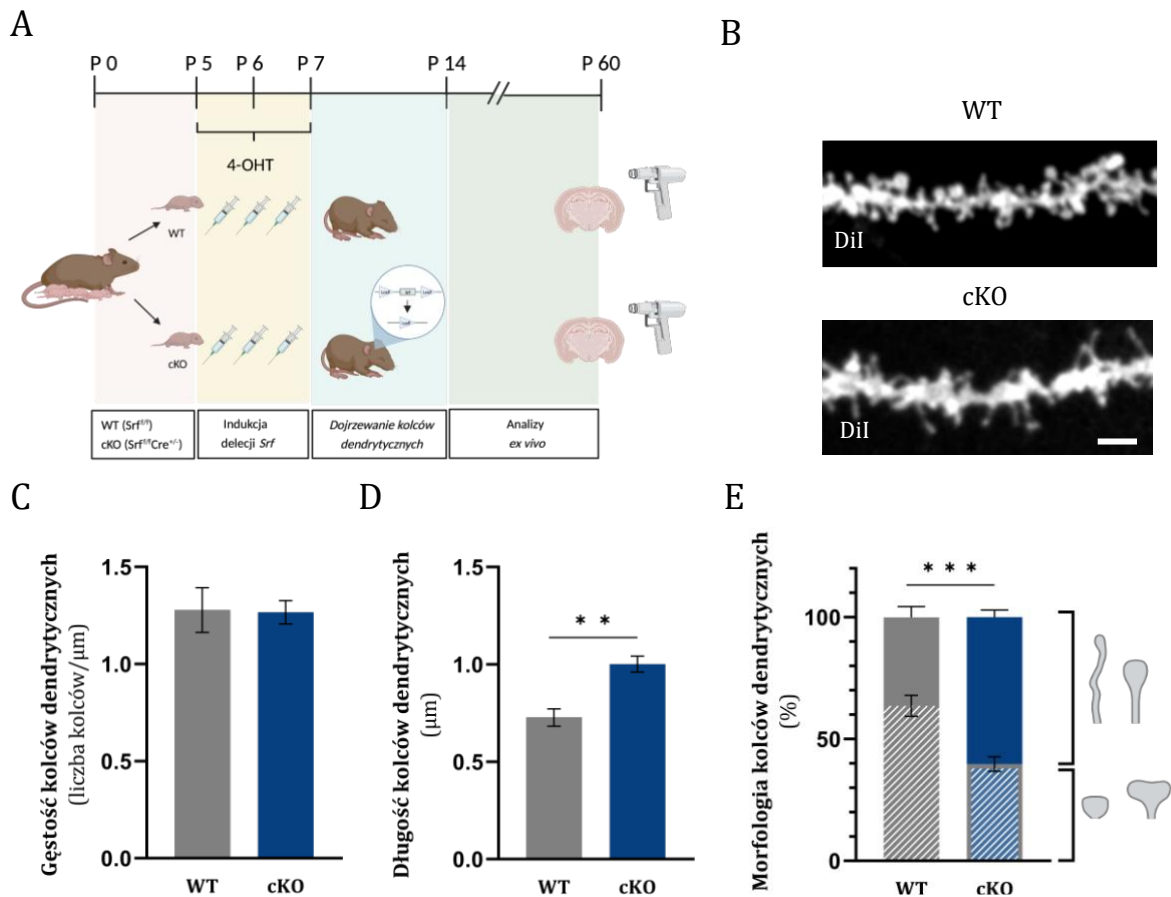 A
P 0
P 5
P 6
P 7
P 14
P 60
4-OHT
WT
cKO
WT (Srf^f/f)
cKO (Srf^f/fCre^+/-)
Indukcja
delecji Srf
Dojrzewanie kolców
dendrytycznych
Analizy
ex vivo
B
WT
DiI
cKO
DiI
C
Gęstość kolców dendrytycznych
(liczba kolców/μm)
1.5
1.0
0.5
0.0
WT
cKO
D
Długość kolców dendrytycznych
(μm)
1.5
1.0
0.5
0.0
* *
WT
cKO
E
Morfologia kolców dendrytycznych
(%)
100
50
0
* * *
WT
cKO